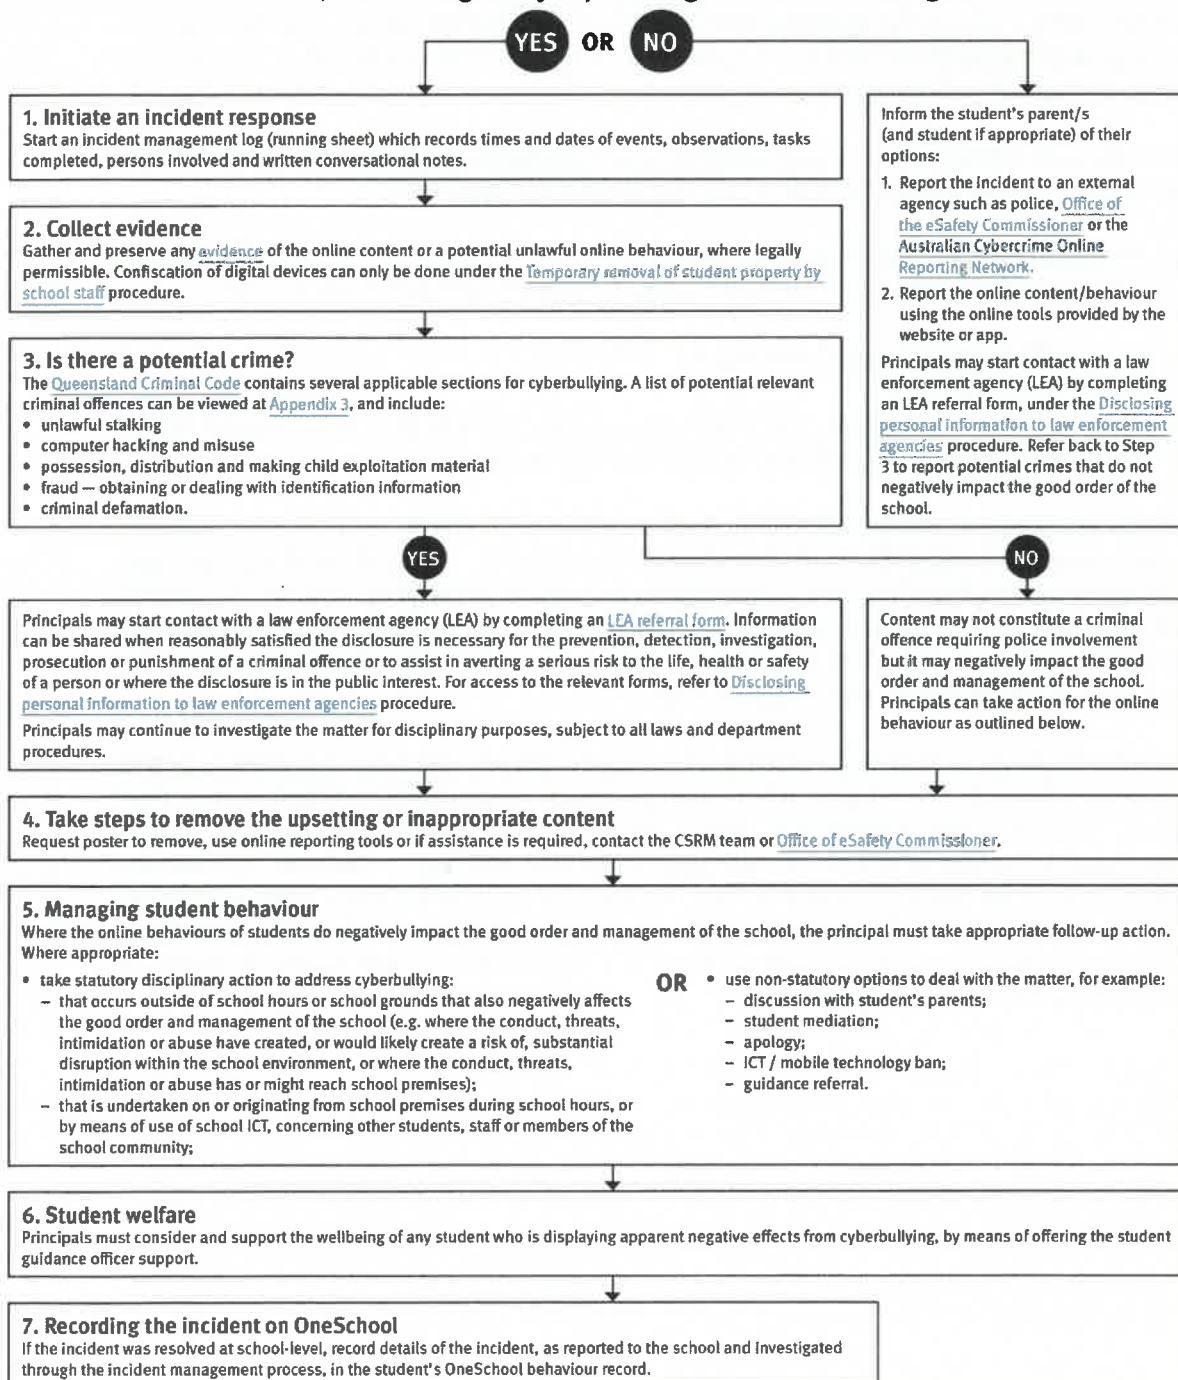 YES OR NO
1. Initiate an incident response
Start an incident management log (running sheet) which records times and dates of events, observations, tasks
completed, persons involved and written conversational notes.
2. Collect evidence
Gather and preserve any evidence of the online content or a potential unlawful online behaviour, where legally
permissible. Confiscation of digital devices can only be done under the Temporary removal of student property by
school staff procedure.
3. Is there a potential crime?
The Queensland Criminal Code contains several applicable sections for cyberbullying. A list of potential relevant
criminal offences can be viewed at Appendix 3, and include:
• unlawful stalking
• computer hacking and misuse
• possession, distribution and making child exploitation material
• fraud — obtaining or dealing with identification information
• criminal defamation.
Inform the student's parent/s
(and student if appropriate) of their
options:
1. Report the incident to an external
agency such as police, Office of
the eSafety Commissioner or the
Australian Cybercrime Online
Reporting Network.
2. Report the online content/behaviour
using the online tools provided by the
website or app.
Principals may start contact with a law
enforcement agency (LEA) by completing
an LEA referral form, under the Disclosing
personal information to law enforcement
agencies procedure. Refer back to Step
3 to report potential crimes that do not
negatively impact the good order of the
school.
YES
NO
Principals may start contact with a law enforcement agency (LEA) by completing an LEA referral form. Information
can be shared when reasonably satisfied the disclosure is necessary for the prevention, detection, investigation,
prosecution or punishment of a criminal offence or to assist in averting a serious risk to the life, health or safety
of a person or where the disclosure is in the public interest. For access to the relevant forms, refer to Disclosing
personal information to law enforcement agencies procedure.
Principals may continue to investigate the matter for disciplinary purposes, subject to all laws and department
procedures.
Content may not constitute a criminal
offence requiring police involvement
but it may negatively impact the good
order and management of the school.
Principals can take action for the online
behaviour as outlined below.
4. Take steps to remove the upsetting or inappropriate content
Request poster to remove, use online reporting tools or if assistance is required, contact the CSRM team or Office of eSafety Commissioner.
5. Managing student behaviour
Where the online behaviours of students do negatively impact the good order and management of the school, the principal must take appropriate follow-up action.
Where appropriate:
• take statutory disciplinary action to address cyberbullying:
– that occurs outside of school hours or school grounds that also negatively affects
the good order and management of the school (e.g. where the conduct, threats,
intimidation or abuse have created, or would likely create a risk of, substantial
disruption within the school environment, or where the conduct, threats,
intimidation or abuse has or might reach school premises);
– that is undertaken on or originating from school premises during school hours, or
by means of use of school ICT, concerning other students, staff or members of the
school community;
OR
• use non-statutory options to deal with the matter, for example:
– discussion with student's parents;
– student mediation;
– apology;
– ICT / mobile technology ban;
– guidance referral.
6. Student welfare
Principals must consider and support the wellbeing of any student who is displaying apparent negative effects from cyberbullying, by means of offering the student
guidance officer support.
7. Recording the incident on OneSchool
If the incident was resolved at school-level, record details of the incident, as reported to the school and investigated
through the incident management process, in the student's OneSchool behaviour record.